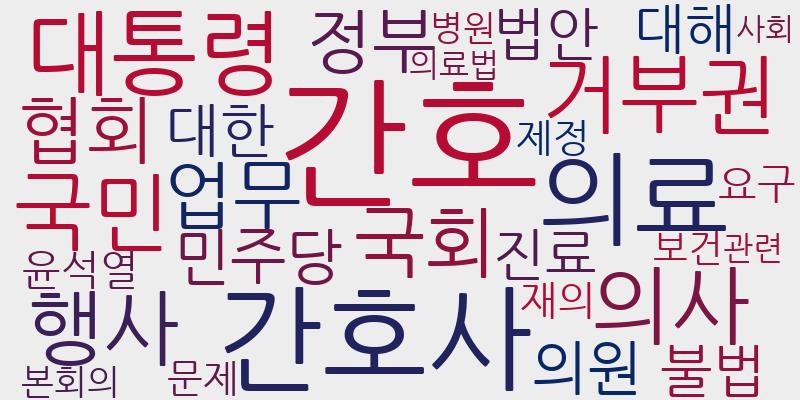 대통령
정부
병원
법안
대해
사회
의료법
거부권
간호
협회
대한
제정
업무
의료
요구
국민
국회
민주당
진료
보건
관련
윤석열
행사
간호사
재의
의사
의원
불법
본회의
문제